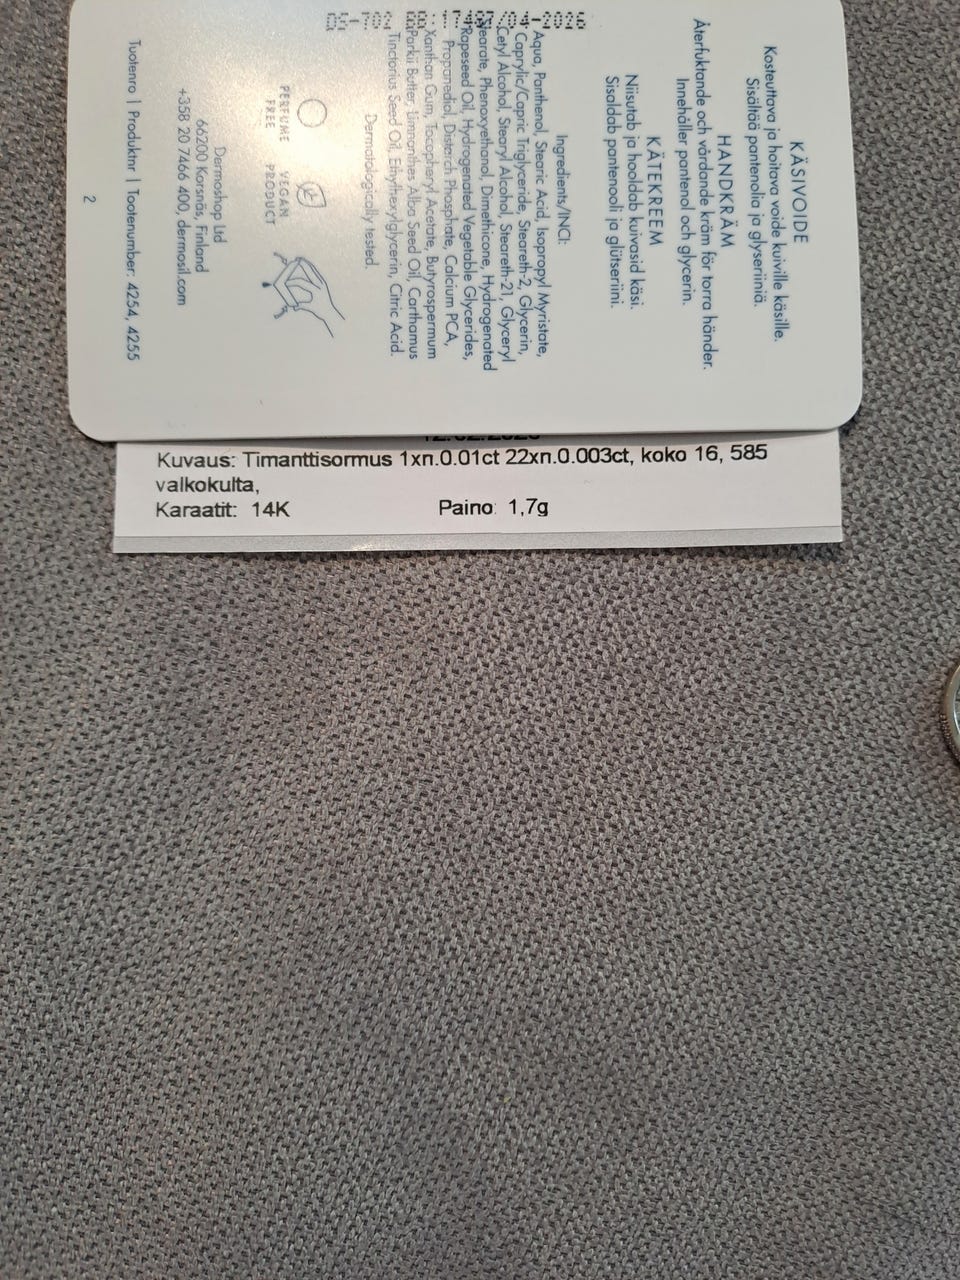 KÄSIVOIDE
Kosteuttava ja hoitava voide kuiville käsille.
Sisältää pantenolia ja glyseriiniä.
HANDKRÄM
Återfuktande och vårdande kräm för torra händer.
Innehåller pantenol och glycerin.
KÄTEKREEM
Niisutab ja hooldab kuivasid käsi.
Sisaldab pantenooli ja glütseriini.
Ingredients/INCI:
Aqua, Panthenol, Stearic Acid, Isopropyl Myristate,
Caprylic/Capric Triglyceride, Steareth-2, Glycerin,
Cetyl Alcohol, Stearyl Alcohol, Steareth-21, Glyceryl
Stearate, Phenoxyethanol, Dimethicone, Hydrogenated
Rapeseed Oil, Hydrogenated Vegetable Glycerides,
Propanediol, Distarch Phosphate, Calcium PCA,
Xanthan Gum, Tocopheryl Acetate, Butyrospermum
Parkii Butter, Limnanthes Alba Seed Oil, Carthamus
Tinctorius Seed Oil, Ethylhexylglycerin, Citric Acid.
Dermatologically tested.
PERFUME
FREE
VEGAN
PRODUCT
Dermoshop Ltd
66200 Korsnäs, Finland
+358 20 7466 400, dermosil.com
Tuotenro | Produktnr | Tootenumber: 4254, 4255
2
/04-2026
Kuvaus: Timanttisormus 1xn.0.01ct 22xn.0.003ct, koko 16, 585
valkokulta,
Karaatit: 14K Paino: 1,7g